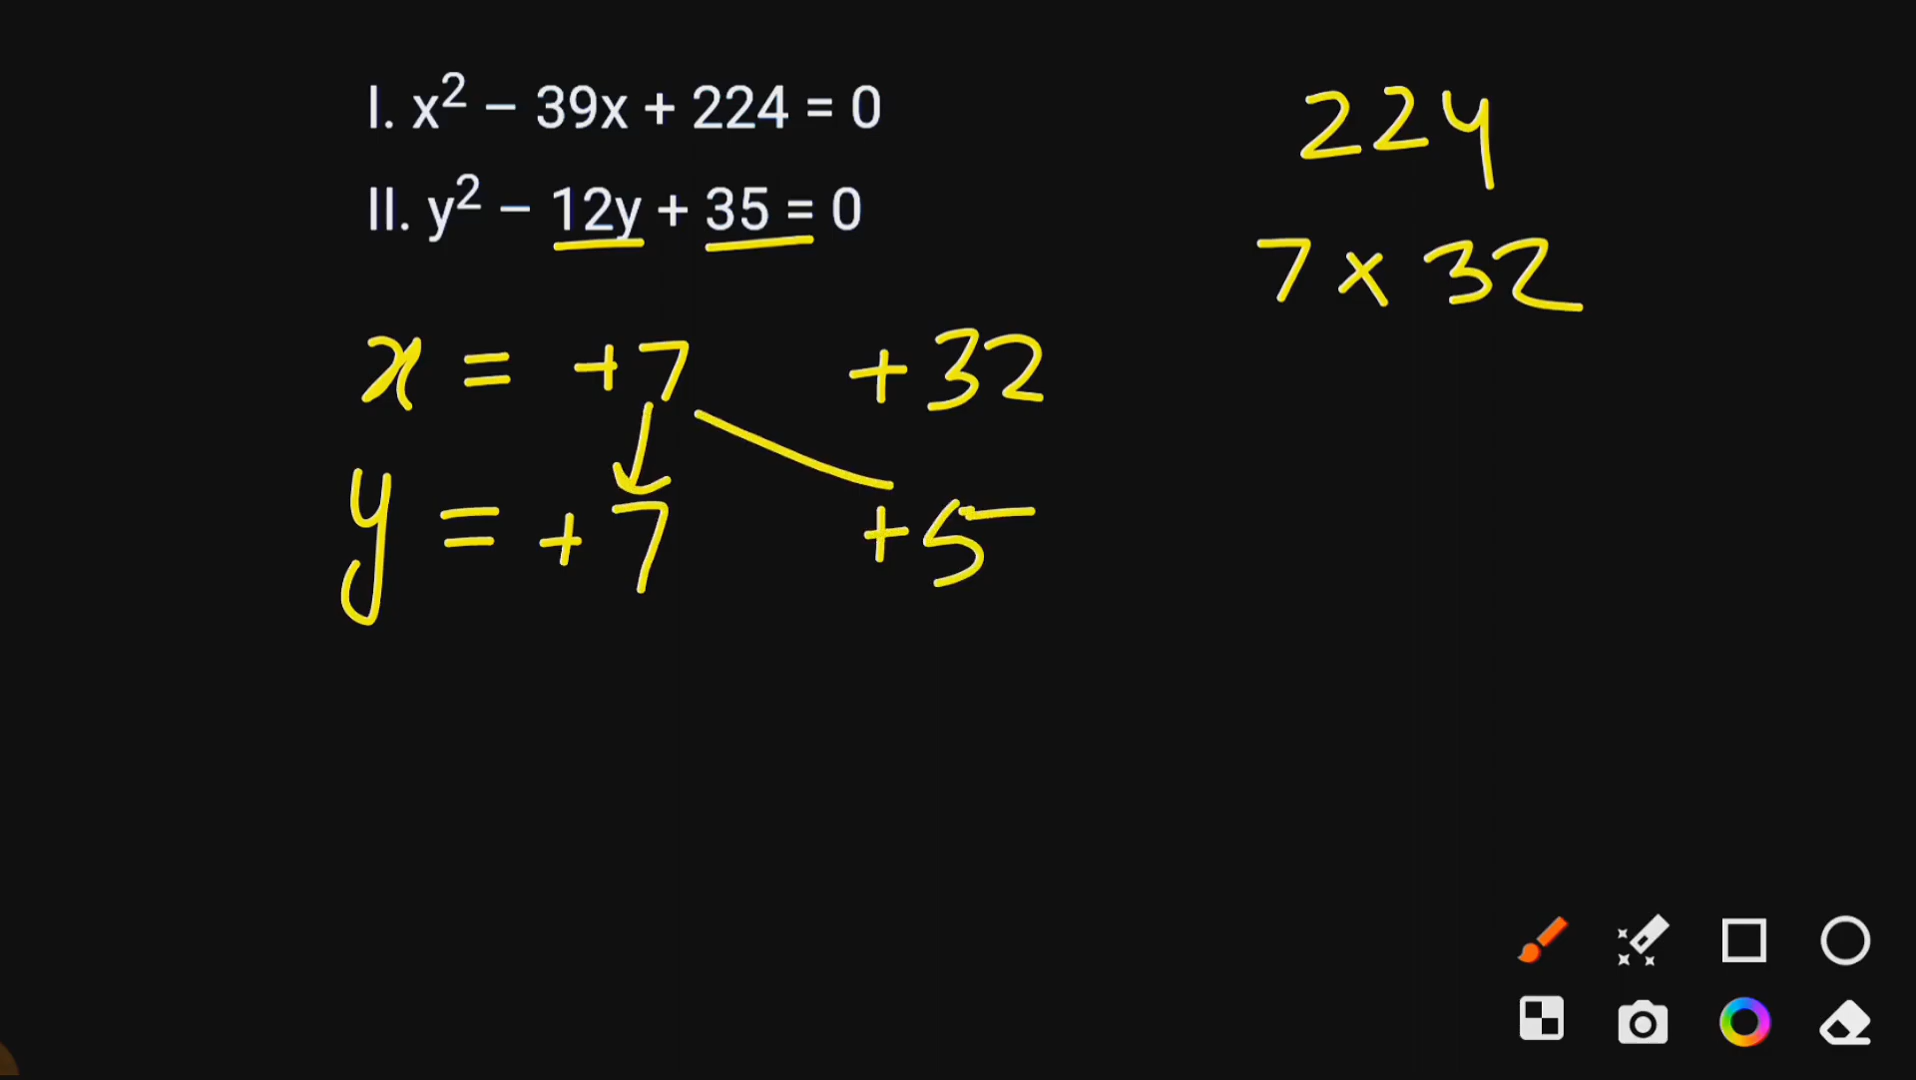 I. x² – 39x + 224 = 0
II. y² – 12y + 35 = 0
224
7 x 32
x = +7 +32
y = +7 +5